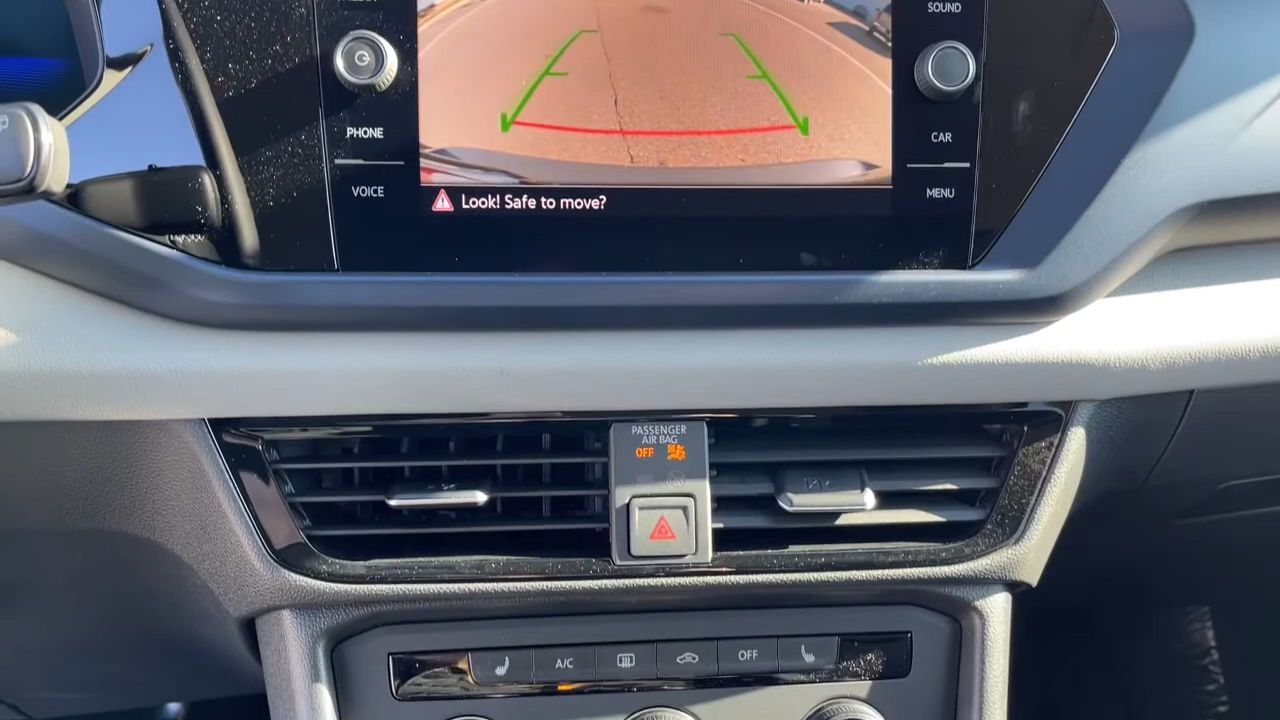 SOUND
PHONE
CAR
VOICE
MENU
Look! Safe to move?
PASSENGER
AIR BAG
OFF
A/C
OFF